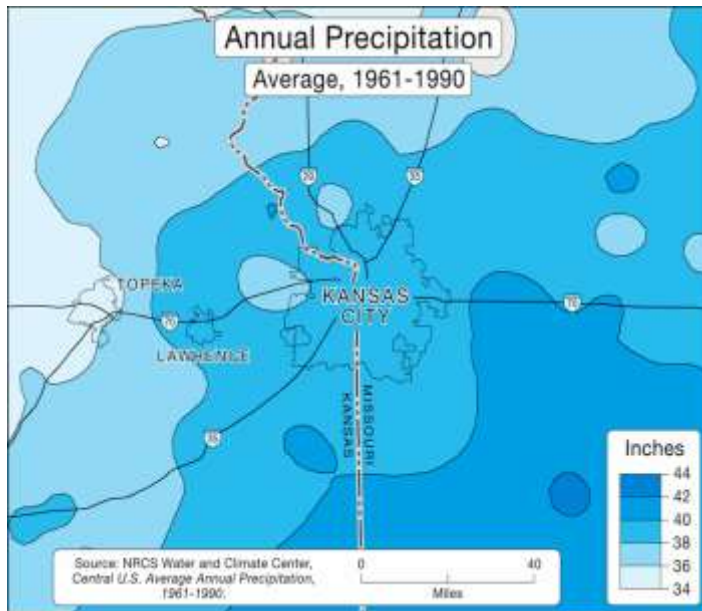 Annual Precipitation
Average, 1961-1990
29
35
TOPEKA
KANSAS
CITY
70
70
LAWRENCE
35
KANSAS
MISSOURI
Inches
44
42
40
38
36
34
Source: NRCS Water and Climate Center,
Central U.S. Average Annual Precipitation,
1961-1990.
0 40
Miles